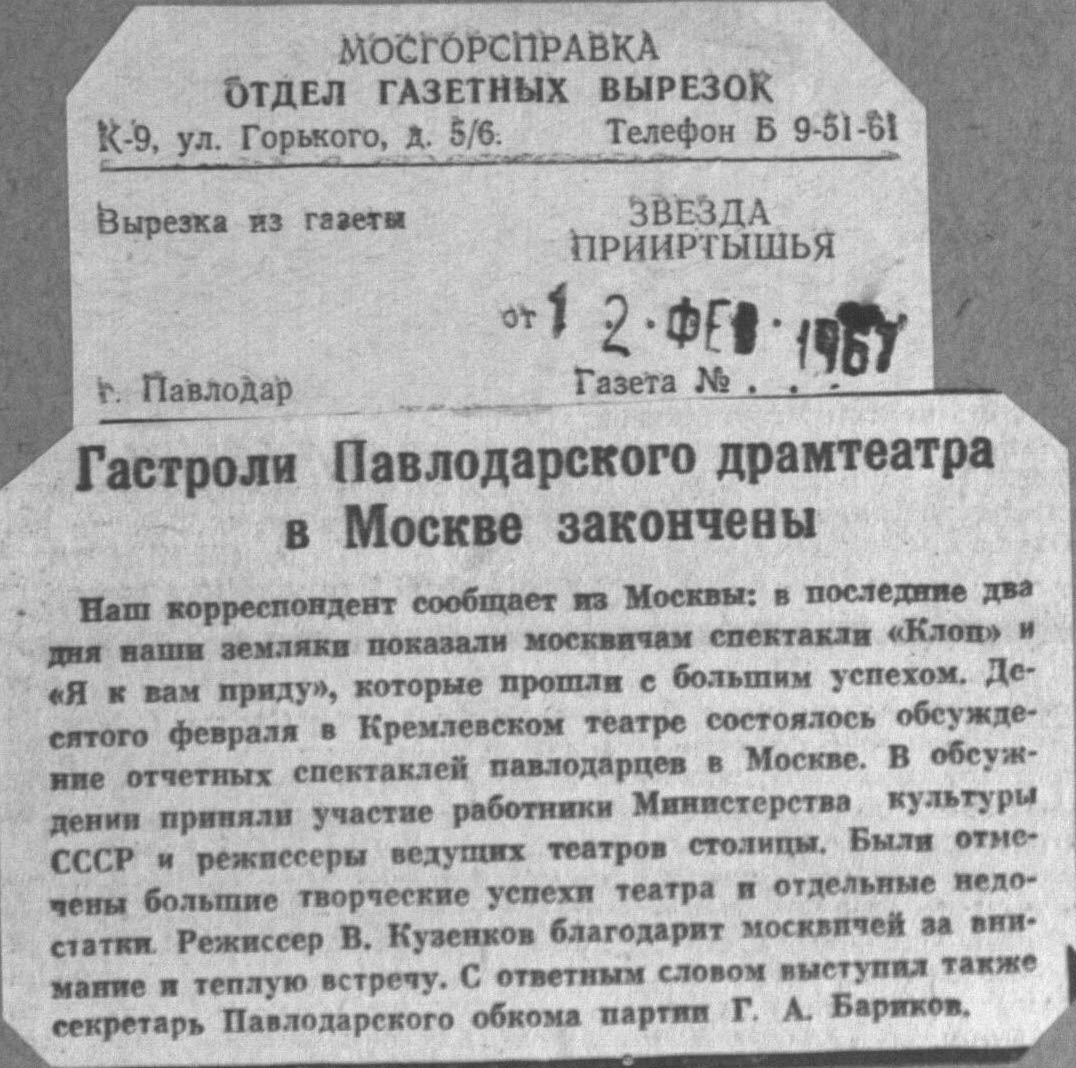 МОСГОРСПРАВКА
ОТДЕЛ ГАЗЕТНЫХ ВЫРЕЗОК
К-9, ул. Горького, д. 5/6. Телефон Б 9-51-61
Вырезка из газеты
ЗВЕЗДА
ПРИИРТЫШЬЯ
от 1 2 · ФЕВ · 1967
г. Павлодар Газета № . . .
Гастроли Павлодарского драмтеатра
в Москве закончены
Наш корреспондент сообщает из Москвы: в последние два
дня наши земляки показали москвичам спектакли «Клоп» и
«Я к вам приду», которые прошли с большим успехом. Де-
сятого февраля в Кремлевском театре состоялось обсужде-
ние отчетных спектаклей павлодарцев в Москве. В обсуж-
дении приняли участие работники Министерства культуры
СССР и режиссеры ведущих театров столицы. Были отме-
чены большие творческие успехи театра и отдельные недо-
статки. Режиссер В. Кузенков благодарит москвичей за вни-
мание и теплую встречу. С ответным словом выступил также
секретарь Павлодарского обкома партии Г. А. Бариков.